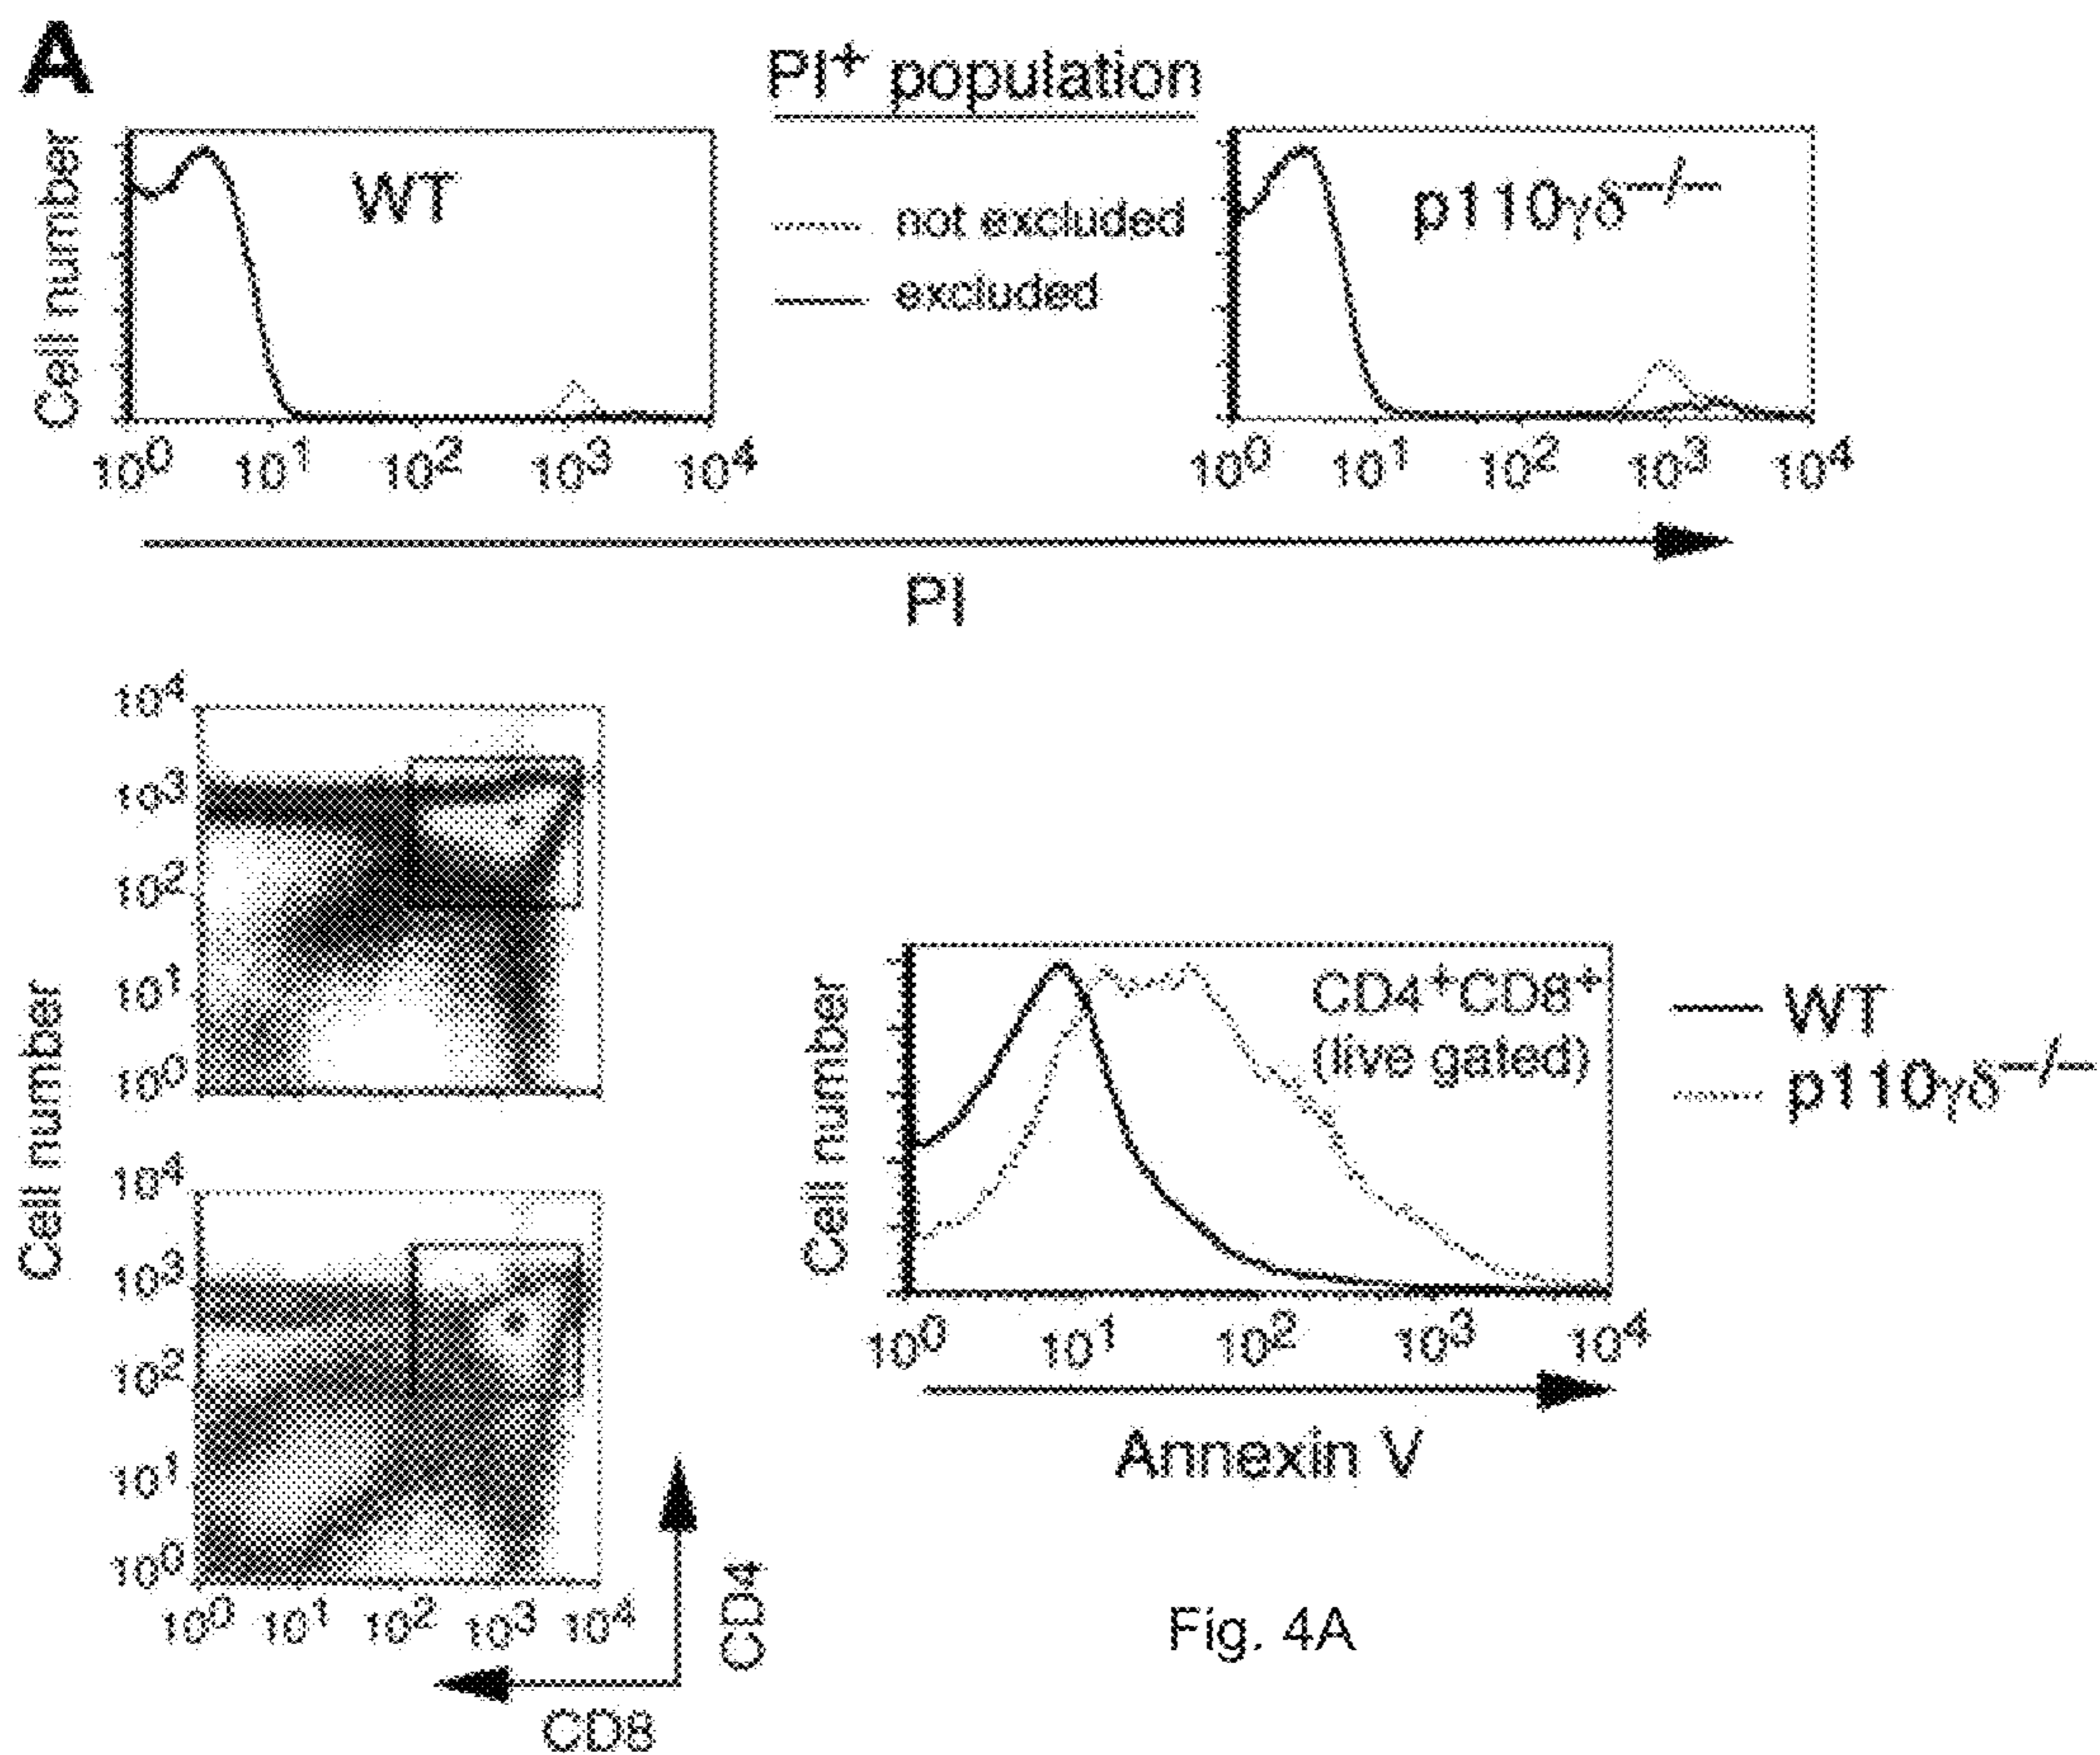 A
PI⁺ population
Cell number
WT
not excluded
excluded
p110γδ−/−
10⁰ 10¹ 10² 10³ 10⁴
10⁰ 10¹ 10² 10³ 10⁴
PI
Cell number
10⁴
10³
10²
10¹
10⁰
10⁴
10³
10²
10¹
10⁰
10⁰ 10¹ 10² 10³ 10⁴
CD4
CD8
Cell number
CD4⁺CD8⁺
(live gated)
WT
p110γδ−/−
10⁰ 10¹ 10² 10³ 10⁴
Annexin V
Fig. 4A